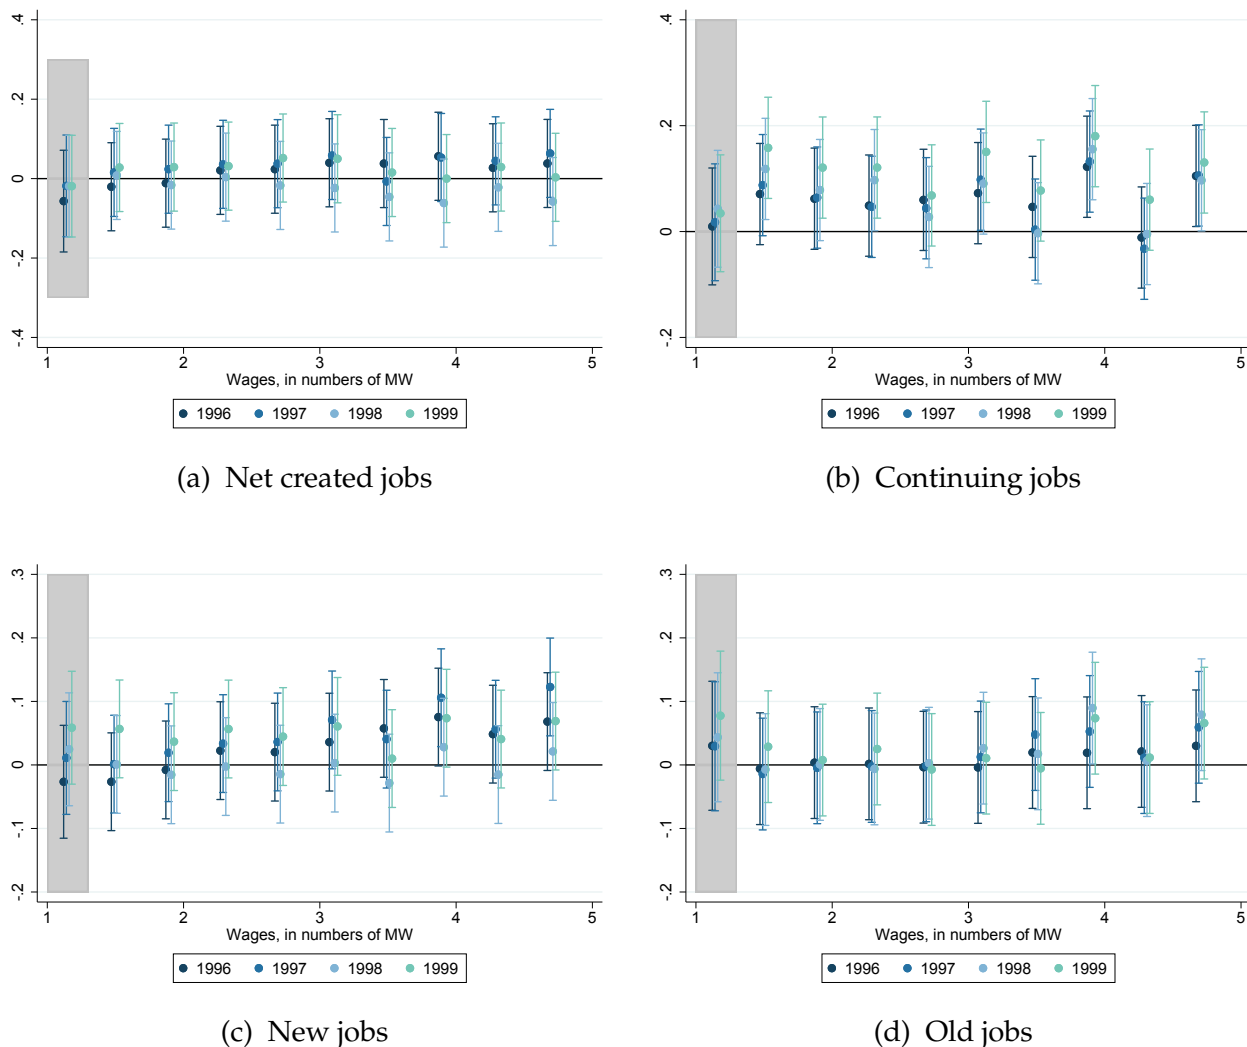 .4
.2
0
-.2
-.4
1 2 3 4 5
Wages, in numbers of MW
1996 1997 1998 1999
(a) Net created jobs
.4
.2
0
-.2
1 2 3 4 5
Wages, in numbers of MW
1996 1997 1998 1999
(b) Continuing jobs
.3
.2
.1
0
-.1
-.2
1 2 3 4 5
Wages, in numbers of MW
1996 1997 1998 1999
(c) New jobs
.3
.2
.1
0
-.1
-.2
1 2 3 4 5
Wages, in numbers of MW
1996 1997 1998 1999
(d) Old jobs